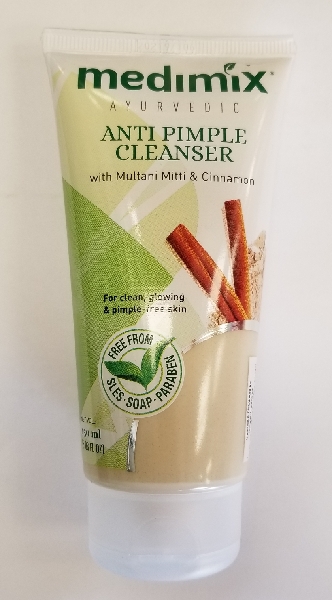 medimix
AYURVEDIC
ANTI PIMPLE
CLEANSER
with Multani Mitti & Cinnamon
For clean, glowing
& pimple-free skin
FREE FROM
SLES·SOAP·PARABEN